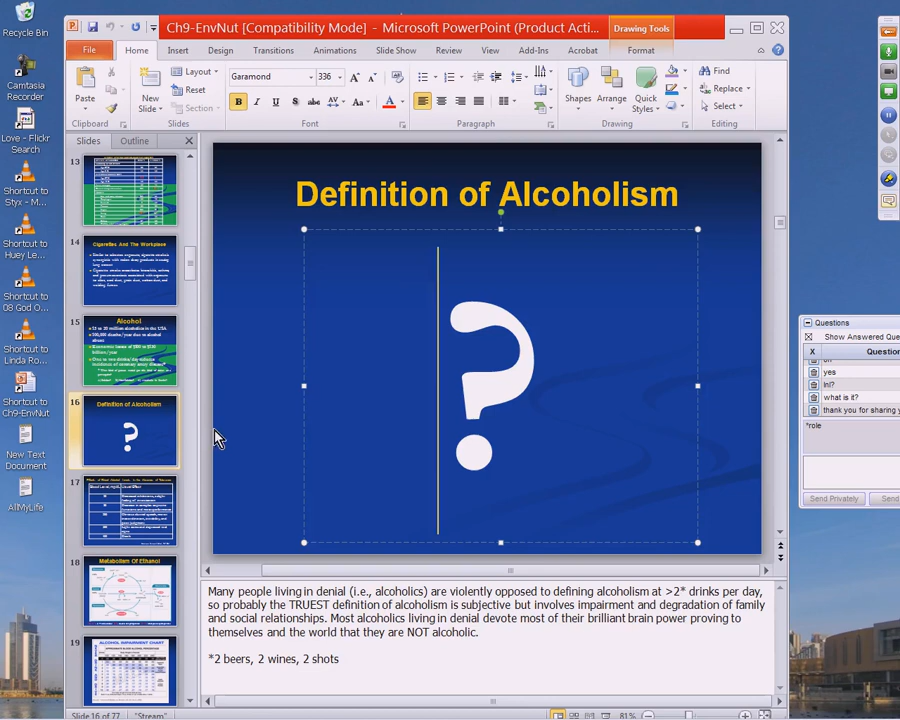 Ch9-EnvNut [Compatibility Mode] - Microsoft PowerPoint (Product Acti...
Drawing Tools
File
Home
Insert
Design
Transitions
Animations
Slide Show
Review
View
Add-Ins
Acrobat
Format
Paste
Clipboard
New
Slide
Layout
Reset
Section
Slides
Garamond
336
B
I
U
S
abc
AV
Aa
A
Font
Paragraph
Shapes
Arrange
Quick
Styles
Drawing
Find
Replace
Select
Editing
Slides
Outline
13
14
Cigarettes And The Workplace
15
Alcohol
16
Definition of Alcoholism
?
17
18
Metabolism Of Ethanol
19
ALCOHOL IMPAIRMENT CHART
Definition of Alcoholism
?
Many people living in denial (i.e., alcoholics) are violently opposed to defining alcoholism at >2* drinks per day,
so probably the TRUEST definition of alcoholism is subjective but involves impairment and degradation of family
and social relationships. Most alcoholics living in denial devote most of their brilliant brain power proving to
themselves and the world that they are NOT alcoholic.
*2 beers, 2 wines, 2 shots
Slide 16 of 77
"Stream"
81%
Recycle Bin
Camtasia
Recorder
Love - Flickr
Search
Shortcut to
Styx - M...
Shortcut to
Huey Le...
Shortcut to
08 God O...
Shortcut to
Linda Ro...
Shortcut to
Ch9-EnvNut
New Text
Document
AllMyLife
Questions
Show Answered Que
X
Question
yes
lnl?
what is it?
thank you for sharing y
*role
Send Privately
Send